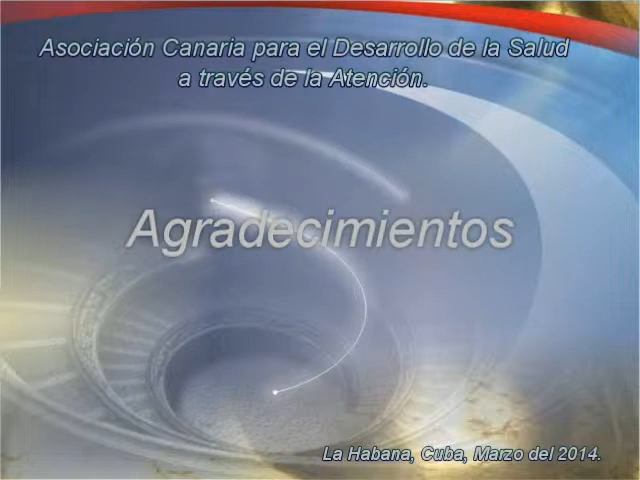 Asociación Canaria para el Desarrollo de la Salud
a través de la Atención.
Agradecimientos
La Habana, Cuba, Marzo del 2014.